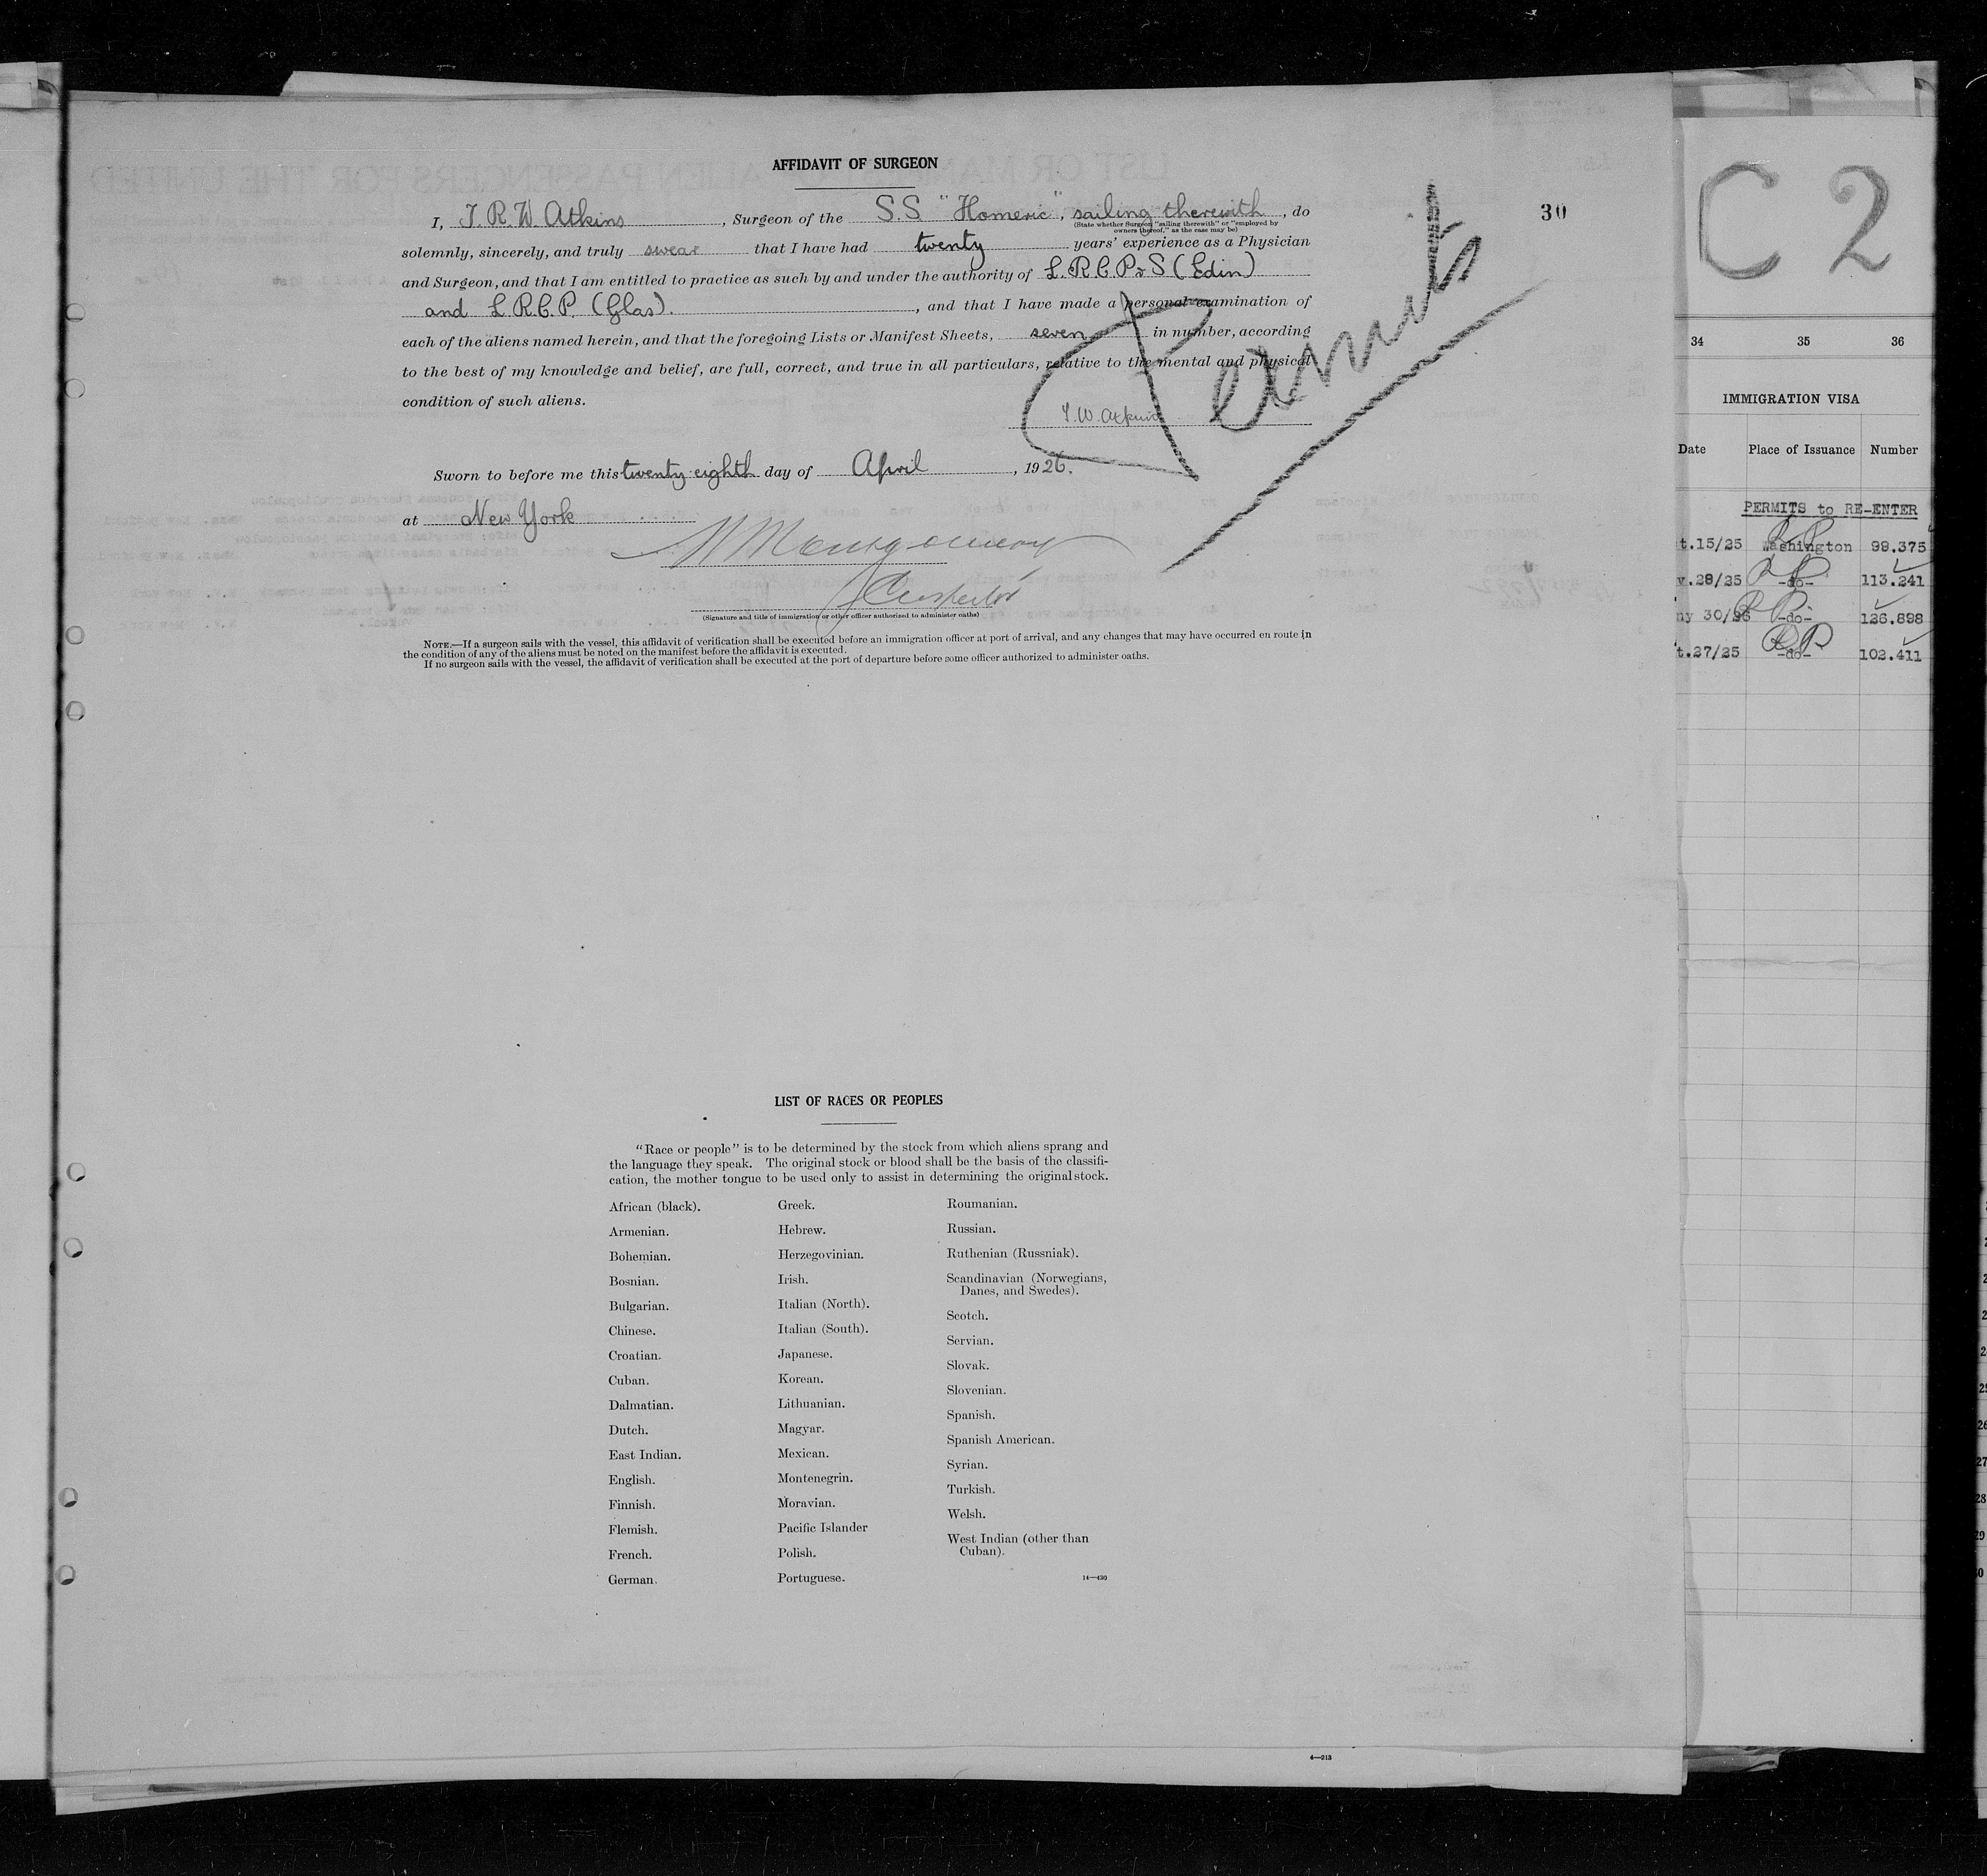 AFFIDAVIT OF SURGEON
30
I, T. R. W. Atkins, Surgeon of the S.S "Homeric", sailing therewith, do
(State whether Surgeon "sailing therewith" or "employed by
owners thereof," as the case may be)
solemnly, sincerely, and truly swear that I have had twenty years' experience as a Physician
and Surgeon, and that I am entitled to practice as such by and under the authority of L.R.C.P & S (Edin)
and L.R.C.P. (Glas)., and that I have made a personal examination of
each of the aliens named herein, and that the foregoing Lists or Manifest Sheets, seven in number, according
to the best of my knowledge and belief, are full, correct, and true in all particulars, relative to the mental and physical
condition of such aliens.
Permits
Sworn to before me this twenty eighth day of April, 1926.
at New York
Montgomery
Inspector
(Signature and title of immigration or other officer authorized to administer oaths)
NOTE.—If a surgeon sails with the vessel, this affidavit of verification shall be executed before an immigration officer at port of arrival, and any changes that may have occurred en route in
the condition of any of the aliens must be noted on the manifest before the affidavit is executed.
If no surgeon sails with the vessel, the affidavit of verification shall be executed at the port of departure before some officer authorized to administer oaths.
LIST OF RACES OR PEOPLES
"Race or people" is to be determined by the stock from which aliens sprang and
the language they speak. The original stock or blood shall be the basis of the classifi-
cation, the mother tongue to be used only to assist in determining the original stock.
African (black).
Armenian.
Bohemian.
Bosnian.
Bulgarian.
Chinese.
Croatian.
Cuban.
Dalmatian.
Dutch.
East Indian.
English.
Finnish.
Flemish.
French.
German.
Greek.
Hebrew.
Herzegovinian.
Irish.
Italian (North).
Italian (South).
Japanese.
Korean.
Lithuanian.
Magyar.
Mexican.
Montenegrin.
Moravian.
Pacific Islander
Polish.
Portuguese.
Roumanian.
Russian.
Ruthenian (Russniak).
Scandinavian (Norwegians,
Danes, and Swedes).
Scotch.
Servian.
Slovak.
Slovenian.
Spanish.
Spanish American.
Syrian.
Turkish.
Welsh.
West Indian (other than
Cuban).
14—430
4—213
C 2
34 35 36
IMMIGRATION VISA
Date Place of Issuance Number
PERMITS to RE-ENTER
t.15/25 Washington 99.375
v.28/25 -do- 113.241
ny 30/26 -do- 126.898
t.27/25 -do- 102.411